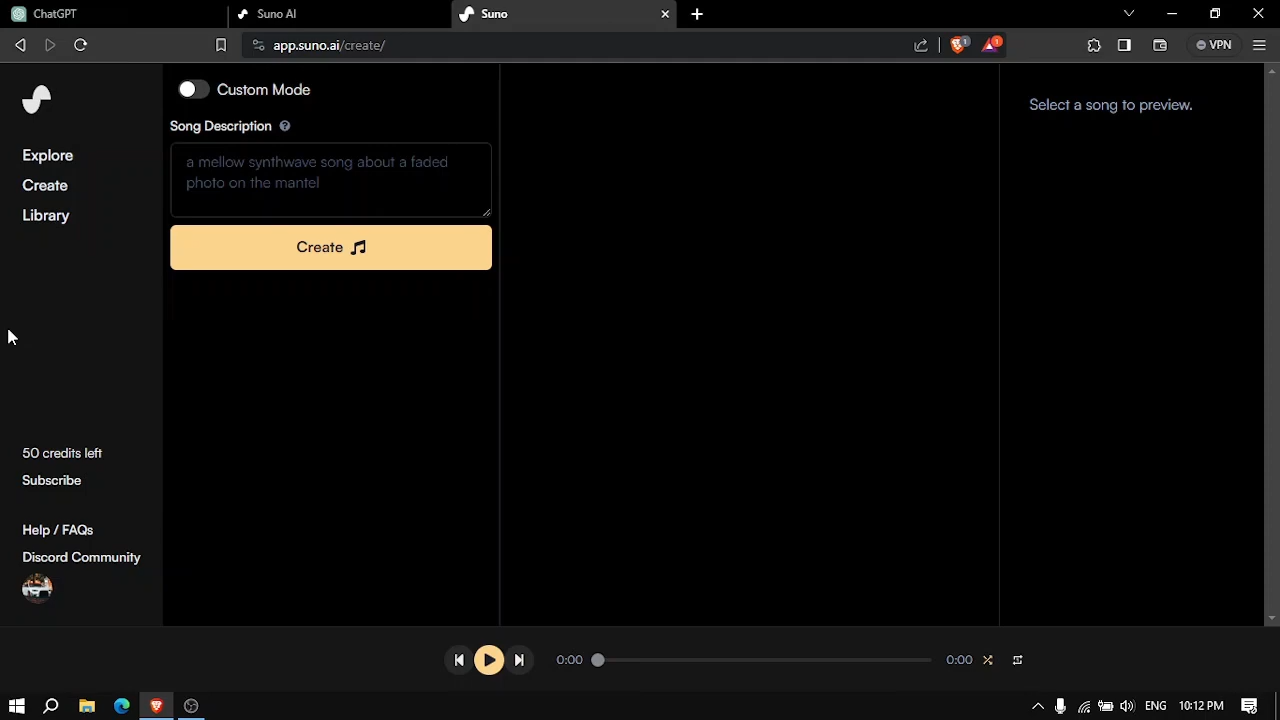 ChatGPT
Suno AI
Suno
app.suno.ai/create/
1
1
VPN
Custom Mode
Song Description
a mellow synthwave song about a faded
photo on the mantel
Create
Explore
Create
Library
50 credits left
Subscribe
Help / FAQs
Discord Community
Select a song to preview.
0:00
0:00
ENG
10:12 PM